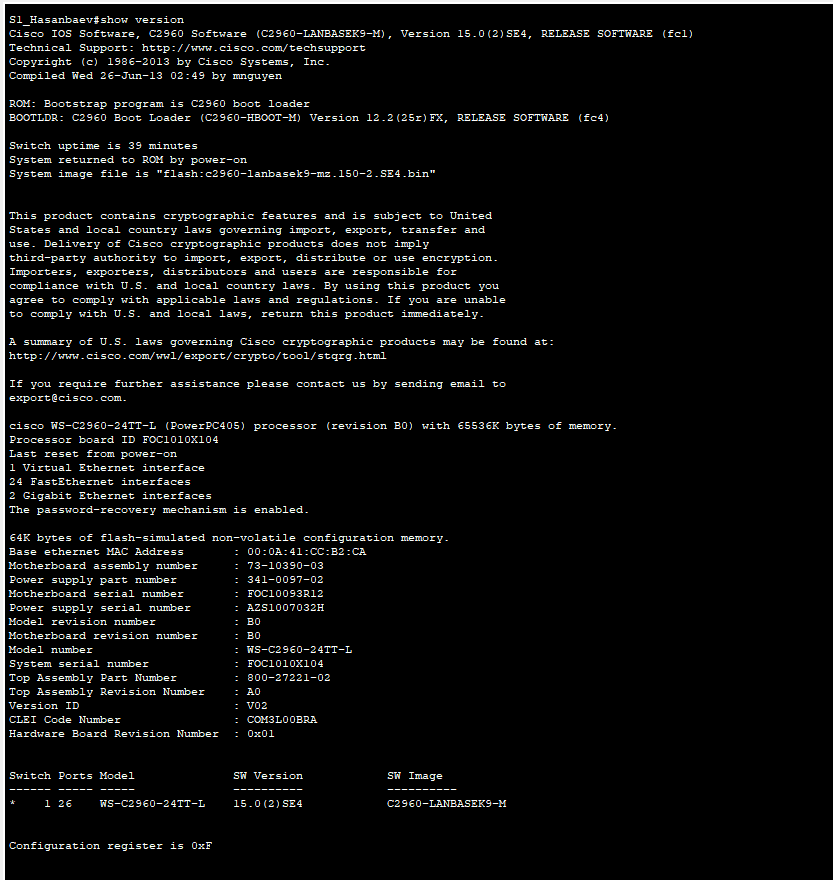 S1_Hasanbaev#show version
Cisco IOS Software, C2960 Software (C2960-LANBASEK9-M), Version 15.0(2)SE4, RELEASE SOFTWARE (fc1)
Technical Support: http://www.cisco.com/techsupport
Copyright (c) 1986-2013 by Cisco Systems, Inc.
Compiled Wed 26-Jun-13 02:49 by mnguyen

ROM: Bootstrap program is C2960 boot loader
BOOTLDR: C2960 Boot Loader (C2960-HBOOT-M) Version 12.2(25r)FX, RELEASE SOFTWARE (fc4)

Switch uptime is 39 minutes
System returned to ROM by power-on
System image file is "flash:c2960-lanbasek9-mz.150-2.SE4.bin"

This product contains cryptographic features and is subject to United
States and local country laws governing import, export, transfer and
use. Delivery of Cisco cryptographic products does not imply
third-party authority to import, export, distribute or use encryption.
Importers, exporters, distributors and users are responsible for
compliance with U.S. and local country laws. By using this product you
agree to comply with applicable laws and regulations. If you are unable
to comply with U.S. and local laws, return this product immediately.

A summary of U.S. laws governing Cisco cryptographic products may be found at:
http://www.cisco.com/wwl/export/crypto/tool/stqrg.html

If you require further assistance please contact us by sending email to
export@cisco.com.

cisco WS-C2960-24TT-L (PowerPC405) processor (revision B0) with 65536K bytes of memory.
Processor board ID FOC1010X104
Last reset from power-on
1 Virtual Ethernet interface
24 FastEthernet interfaces
2 Gigabit Ethernet interfaces
The password-recovery mechanism is enabled.

64K bytes of flash-simulated non-volatile configuration memory.
Base ethernet MAC Address       : 00:0A:41:CC:B2:CA
Motherboard assembly number     : 73-10390-03
Power supply part number        : 341-0097-02
Motherboard serial number       : FOC10093R12
Power supply serial number      : AZS1007032H
Model revision number           : B0
Motherboard revision number     : B0
Model number                    : WS-C2960-24TT-L
System serial number            : FOC1010X104
Top Assembly Part Number        : 800-27221-02
Top Assembly Revision Number    : A0
Version ID                      : V02
CLEI Code Number                : COM3L00BRA
Hardware Board Revision Number  : 0x01

Switch Ports Model              SW Version            SW Image
------ ----- -----              ----------            ----------
*    1 26    WS-C2960-24TT-L    15.0(2)SE4            C2960-LANBASEK9-M

Configuration register is 0xF